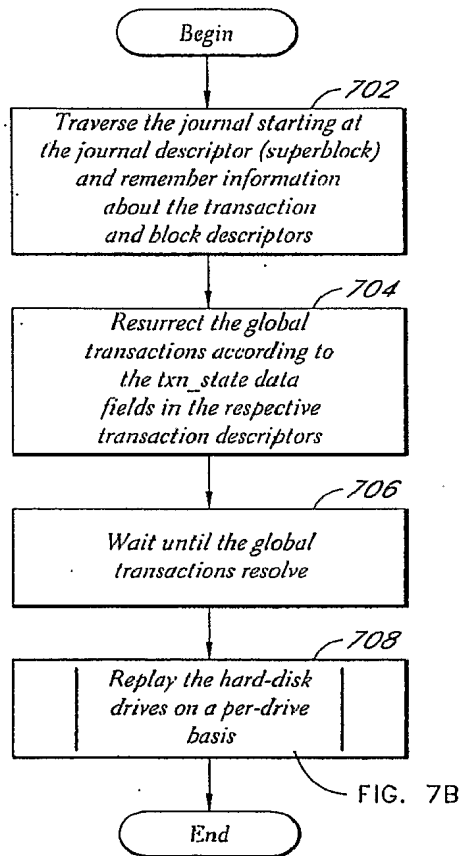 Begin
702
Traverse the journal starting at
the journal descriptor (superblock)
and remember information
about the transaction
and block descriptors
704
Resurrect the global
transactions according to
the txn_state data
fields in the respective
transaction descriptors
706
Wait until the global
transactions resolve
708
Replay the hard-disk
drives on a per-drive
basis
FIG. 7B
End